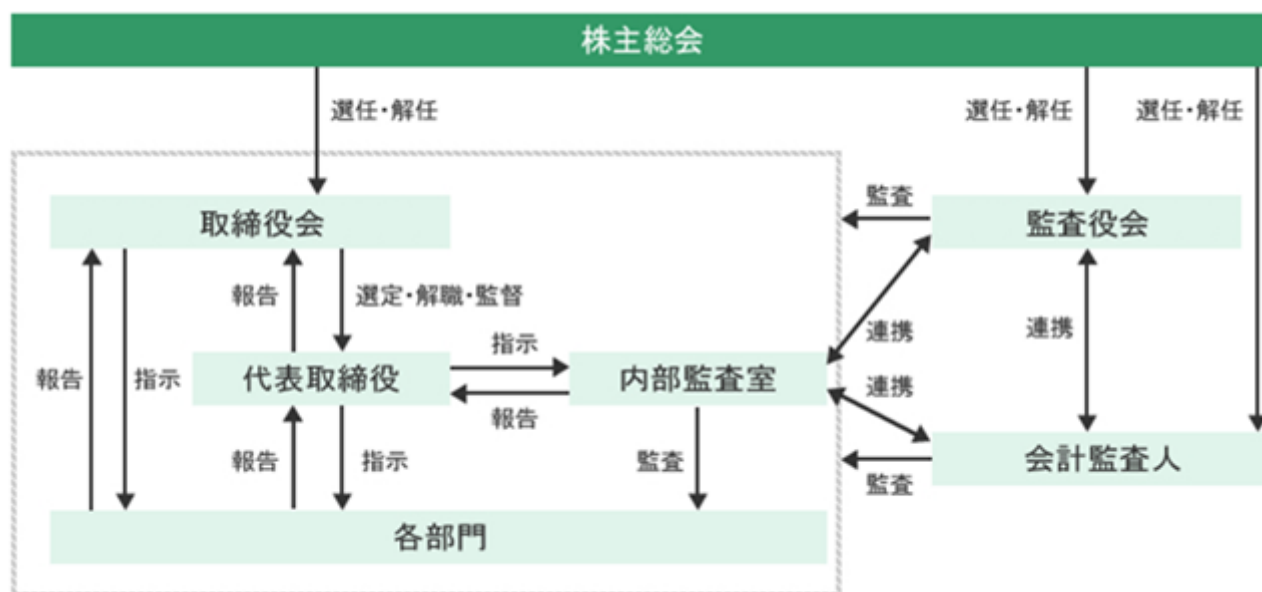 株主総会
選任・解任
選任・解任
選任・解任
取締役会
監査
監査役会
報告
選定・解職・監督
連携
連携
報告
指示
代表取締役
指示
報告
内部監査室
連携
報告
指示
監査
監査
会計監査人
各部門